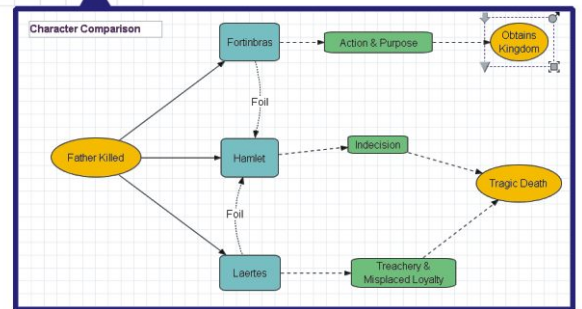 Character Comparison
Fortinbras
Action & Purpose
Obtains
Kingdom
Foil
Father Killed
Hamlet
Indecision
Tragic Death
Foil
Laertes
Treachery &
Misplaced Loyalty